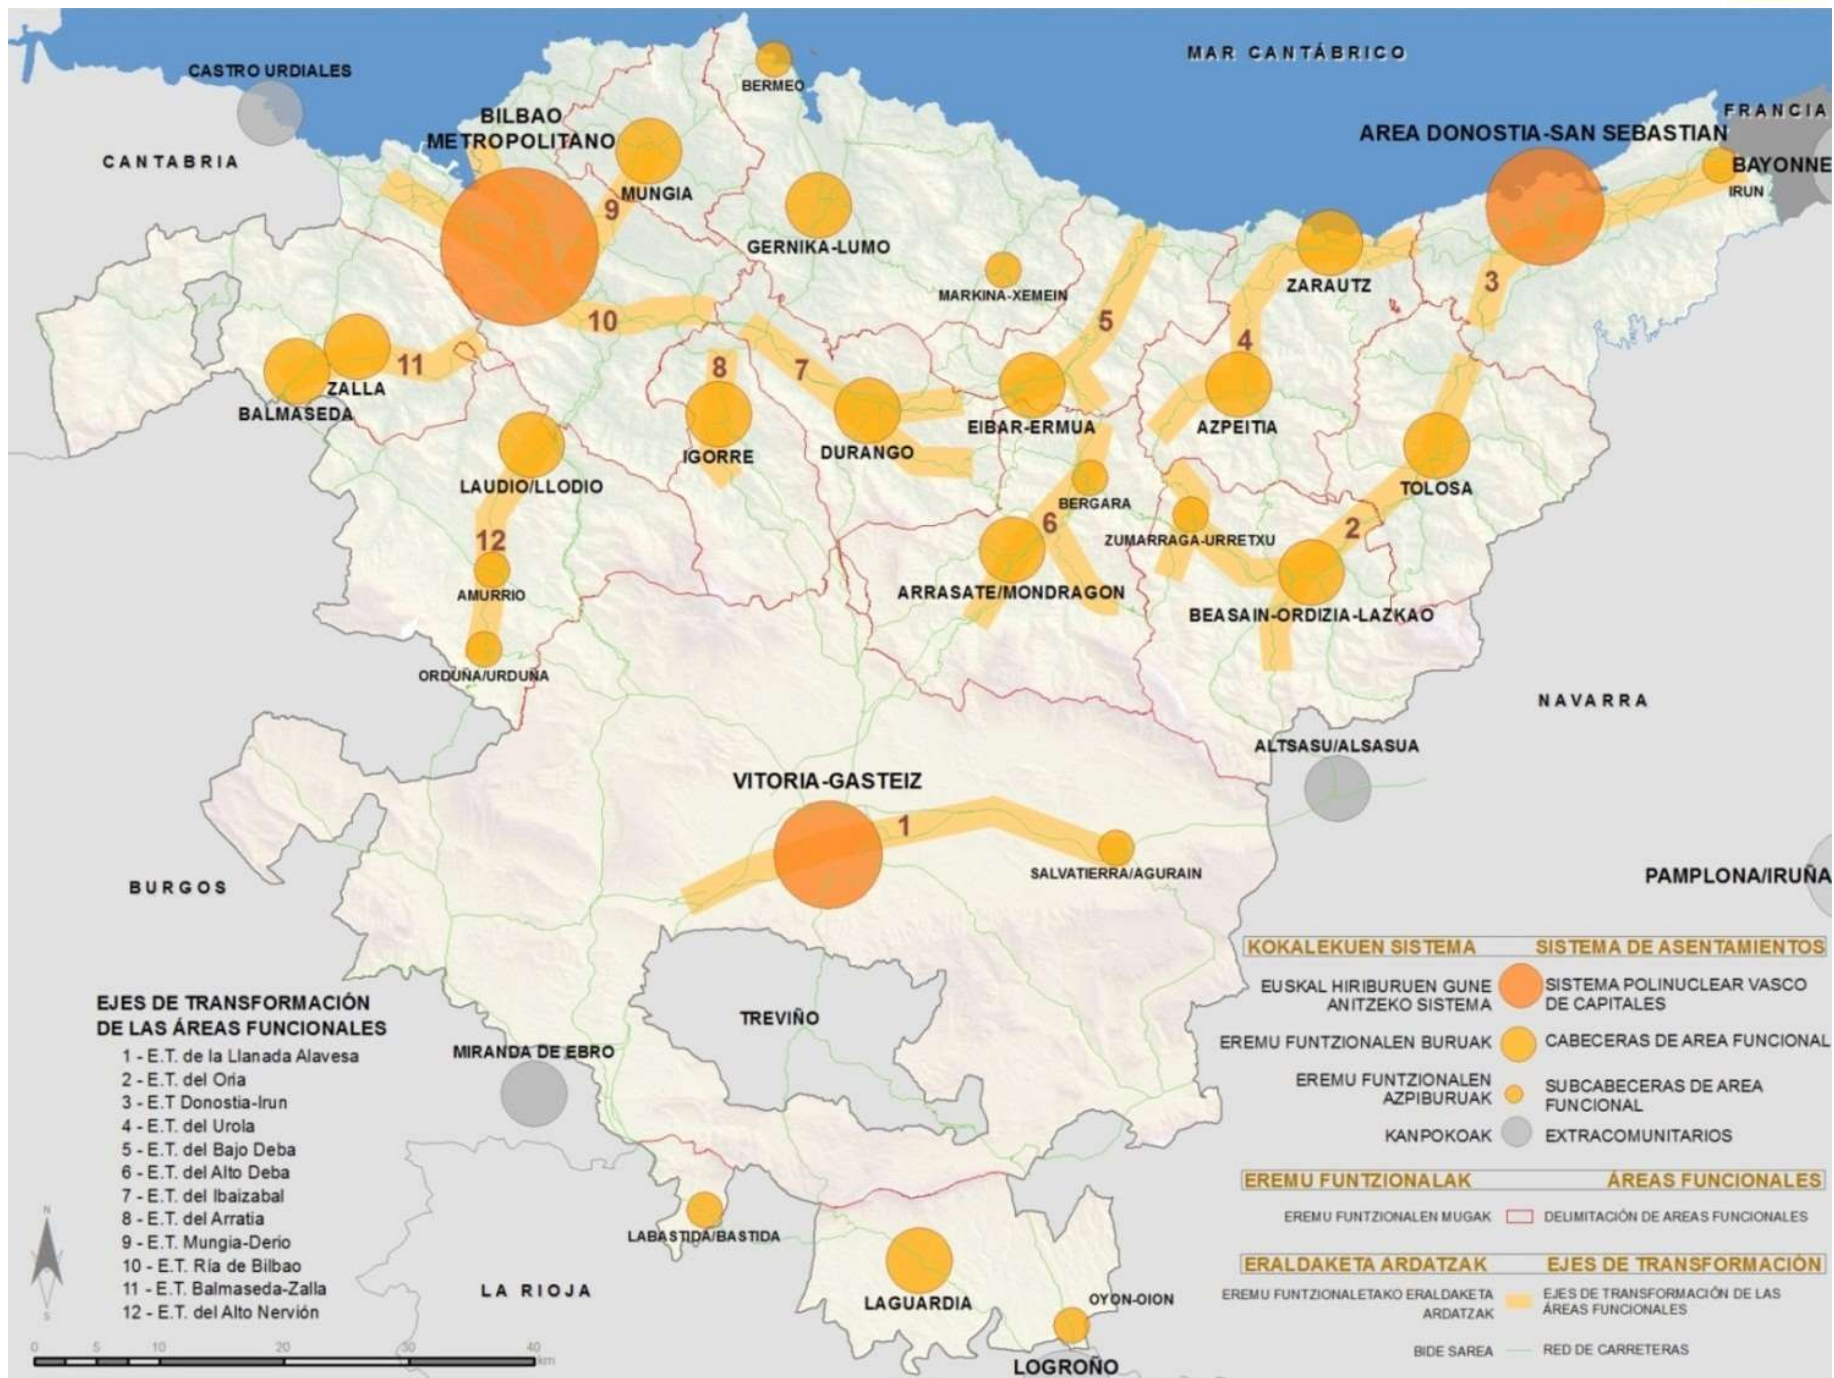 MAR CANTÁBRICO
CASTRO URDIALES
BERMEO
FRANCIA
BILBAO
METROPOLITANO
AREA DONOSTIA-SAN SEBASTIAN
CANTABRIA
BAYONNE
MUNGIA
IRUN
9
GERNIKA-LUMO
MARKINA-XEMEIN
ZARAUTZ
3
10
5
4
11
8
7
ZALLA
BALMASEDA
EIBAR-ERMUA
AZPEITIA
IGORRE
DURANGO
LAUDIO/LLODIO
TOLOSA
BERGARA
12
6
ZUMARRAGA-URRETXU
2
AMURRIO
ARRASATE/MONDRAGON
BEASAIN-ORDIZIA-LAZKAO
ORDUÑA/URDUÑA
NAVARRA
ALTSASU/ALSASUA
VITORIA-GASTEIZ
1
SALVATIERRA/AGURAIN
PAMPLONA/IRUÑA
BURGOS
TREVIÑO
MIRANDA DE EBRO
LABASTIDA/BASTIDA
LA RIOJA
LAGUARDIA
OYON-OION
LOGROÑO
EJES DE TRANSFORMACIÓN
DE LAS ÁREAS FUNCIONALES
1 - E.T. de la Llanada Alavesa
2 - E.T. del Oria
3 - E.T Donostia-Irun
4 - E.T. del Urola
5 - E.T. del Bajo Deba
6 - E.T. del Alto Deba
7 - E.T. del Ibaizabal
8 - E.T. del Arratia
9 - E.T. Mungia-Derio
10 - E.T. Ría de Bilbao
11 - E.T. Balmaseda-Zalla
12 - E.T. del Alto Nervión
N
S
0 5 10 20 30 40
km
KOKALEKUEN SISTEMA SISTEMA DE ASENTAMIENTOS
EUSKAL HIRIBURUEN GUNE
ANITZEKO SISTEMA
SISTEMA POLINUCLEAR VASCO
DE CAPITALES
EREMU FUNTZIONALEN BURUAK CABECERAS DE AREA FUNCIONAL
EREMU FUNTZIONALEN
AZPIBURUAK
SUBCABECERAS DE AREA
FUNCIONAL
KANPOKOAK EXTRACOMUNITARIOS
EREMU FUNTZIONALAK ÁREAS FUNCIONALES
EREMU FUNTZIONALEN MUGAK DELIMITACIÓN DE AREAS FUNCIONALES
ERALDAKETA ARDATZAK EJES DE TRANSFORMACIÓN
EREMU FUNTZIONALETAKO ERALDAKETA
ARDATZAK
EJES DE TRANSFORMACIÓN DE LAS
ÁREAS FUNCIONALES
BIDE SAREA RED DE CARRETERAS